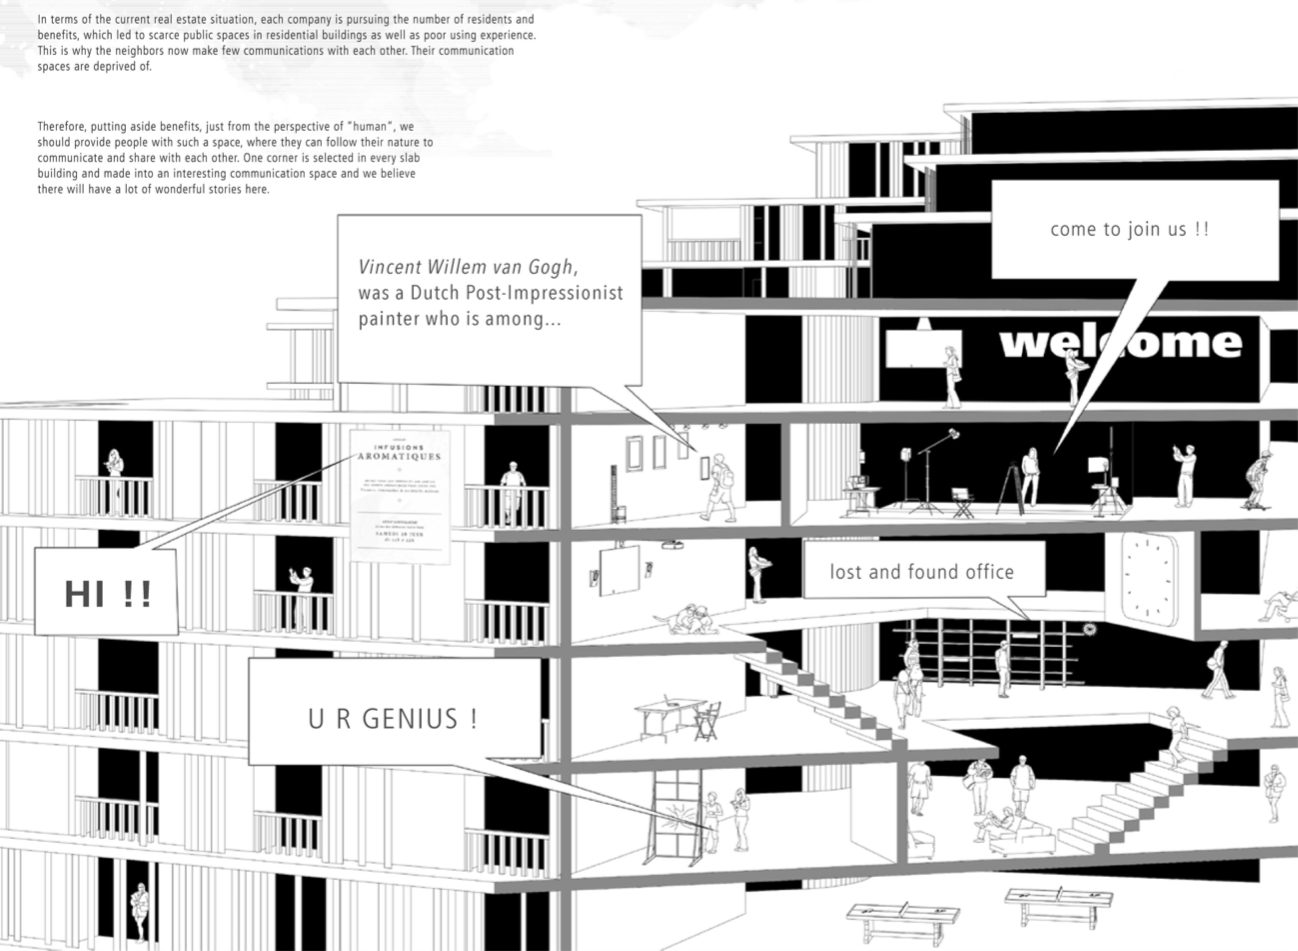 In terms of the current real estate situation, each company is pursuing the number of residents and
benefits, which led to scarce public spaces in residential buildings as well as poor using experience.
This is why the neighbors now make few communications with each other. Their communication
spaces are deprived of.
Therefore, putting aside benefits, just from the perspective of "human", we
should provide people with such a space, where they can follow their nature to
communicate and share with each other. One corner is selected in every slab
building and made into an interesting communication space and we believe
there will have a lot of wonderful stories here.
come to join us !!
Vincent Willem van Gogh,
was a Dutch Post-Impressionist
painter who is among...
welcome
INFUSIONS
AROMATIQUES
SAMEDI
HI !!
lost and found office
U R GENIUS !